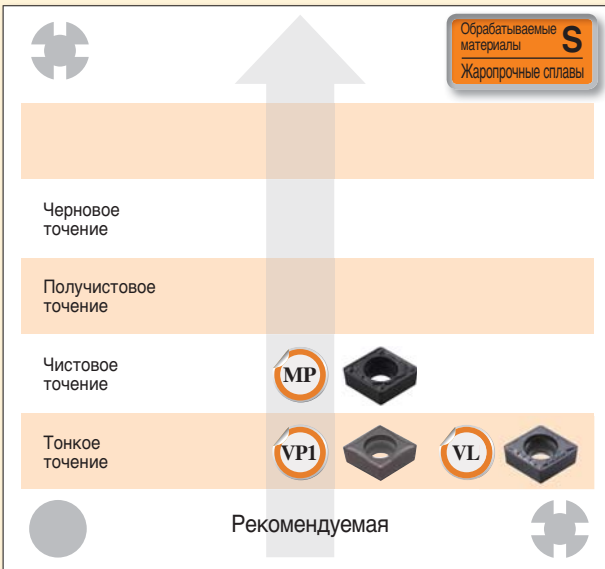 Обрабатываемые
материалы
S
Жаропрочные сплавы
Черновое
точение
Получистовое
точение
Чистовое
точение
MP
Тонкое
точение
VP1
VL
Рекомендуемая